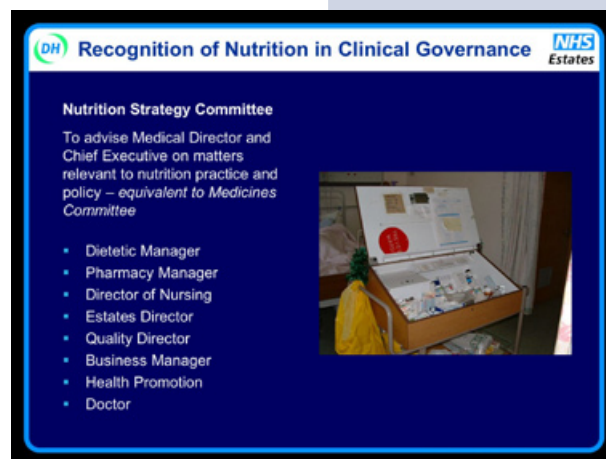 DH Recognition of Nutrition in Clinical Governance NHS
Estates
Nutrition Strategy Committee
To advise Medical Director and
Chief Executive on matters
relevant to nutrition practice and
policy – equivalent to Medicines
Committee
▪ Dietetic Manager
▪ Pharmacy Manager
▪ Director of Nursing
▪ Estates Director
▪ Quality Director
▪ Business Manager
▪ Health Promotion
▪ Doctor